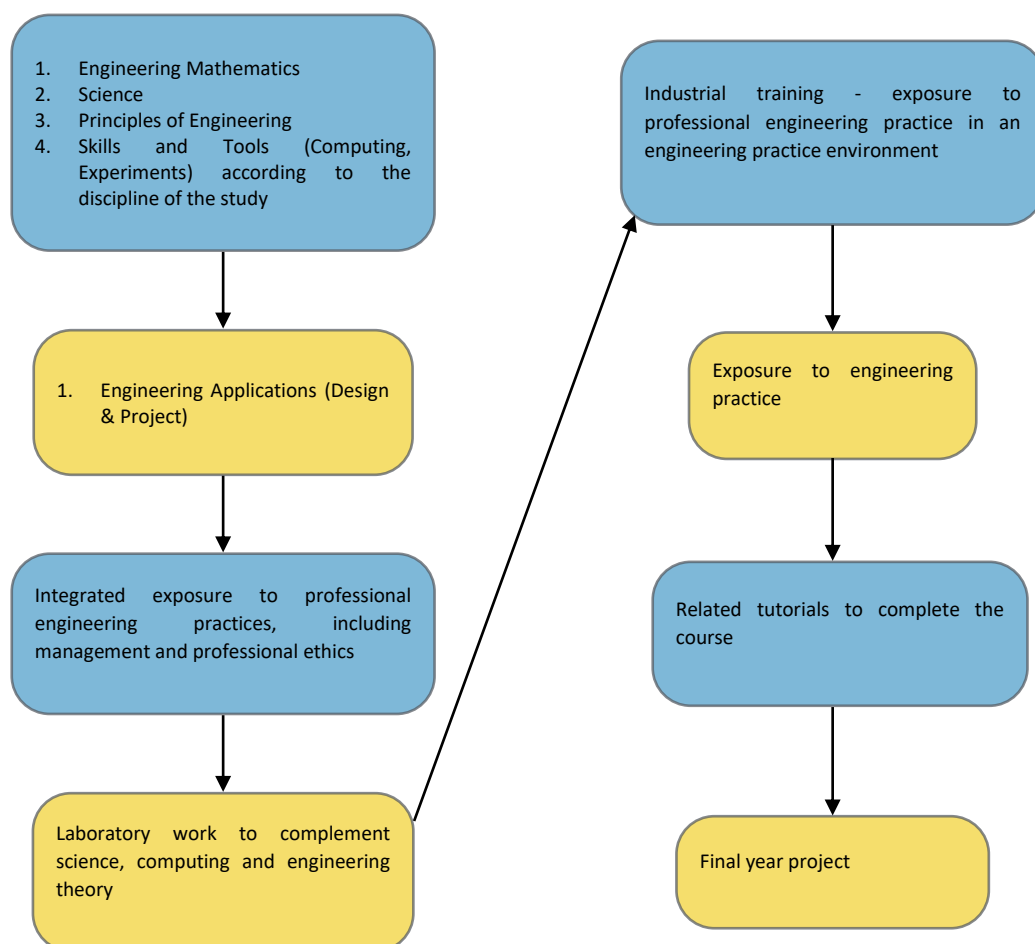 1. Engineering Mathematics
2. Science
3. Principles of Engineering
4. Skills and Tools (Computing,
Experiments) according to the
discipline of the study
1. Engineering Applications (Design
& Project)
Integrated exposure to professional
engineering practices, including
management and professional ethics
Laboratory work to complement
science, computing and engineering
theory
Industrial training - exposure to
professional engineering practice in an
engineering practice environment
Exposure to engineering
practice
Related tutorials to complete the
course
Final year project